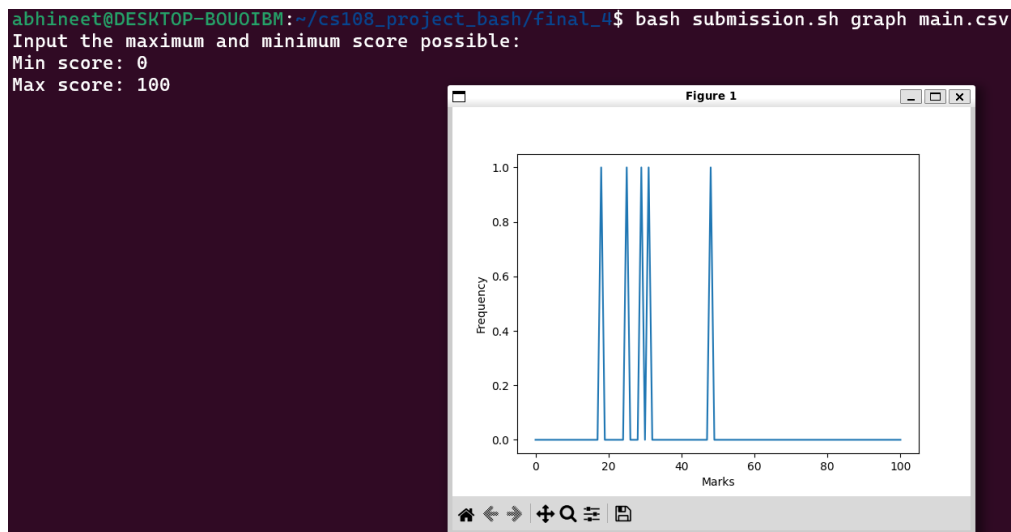 abhineet@DESKTOP-BOUOIBM:~/cs108_project_bash/final_4$ bash submission.sh graph main.csv
Input the maximum and minimum score possible:
Min score: 0
Max score: 100
Figure 1
1.0
0.8
0.6
0.4
0.2
0.0
Frequency
0 20 40 60 80 100
Marks